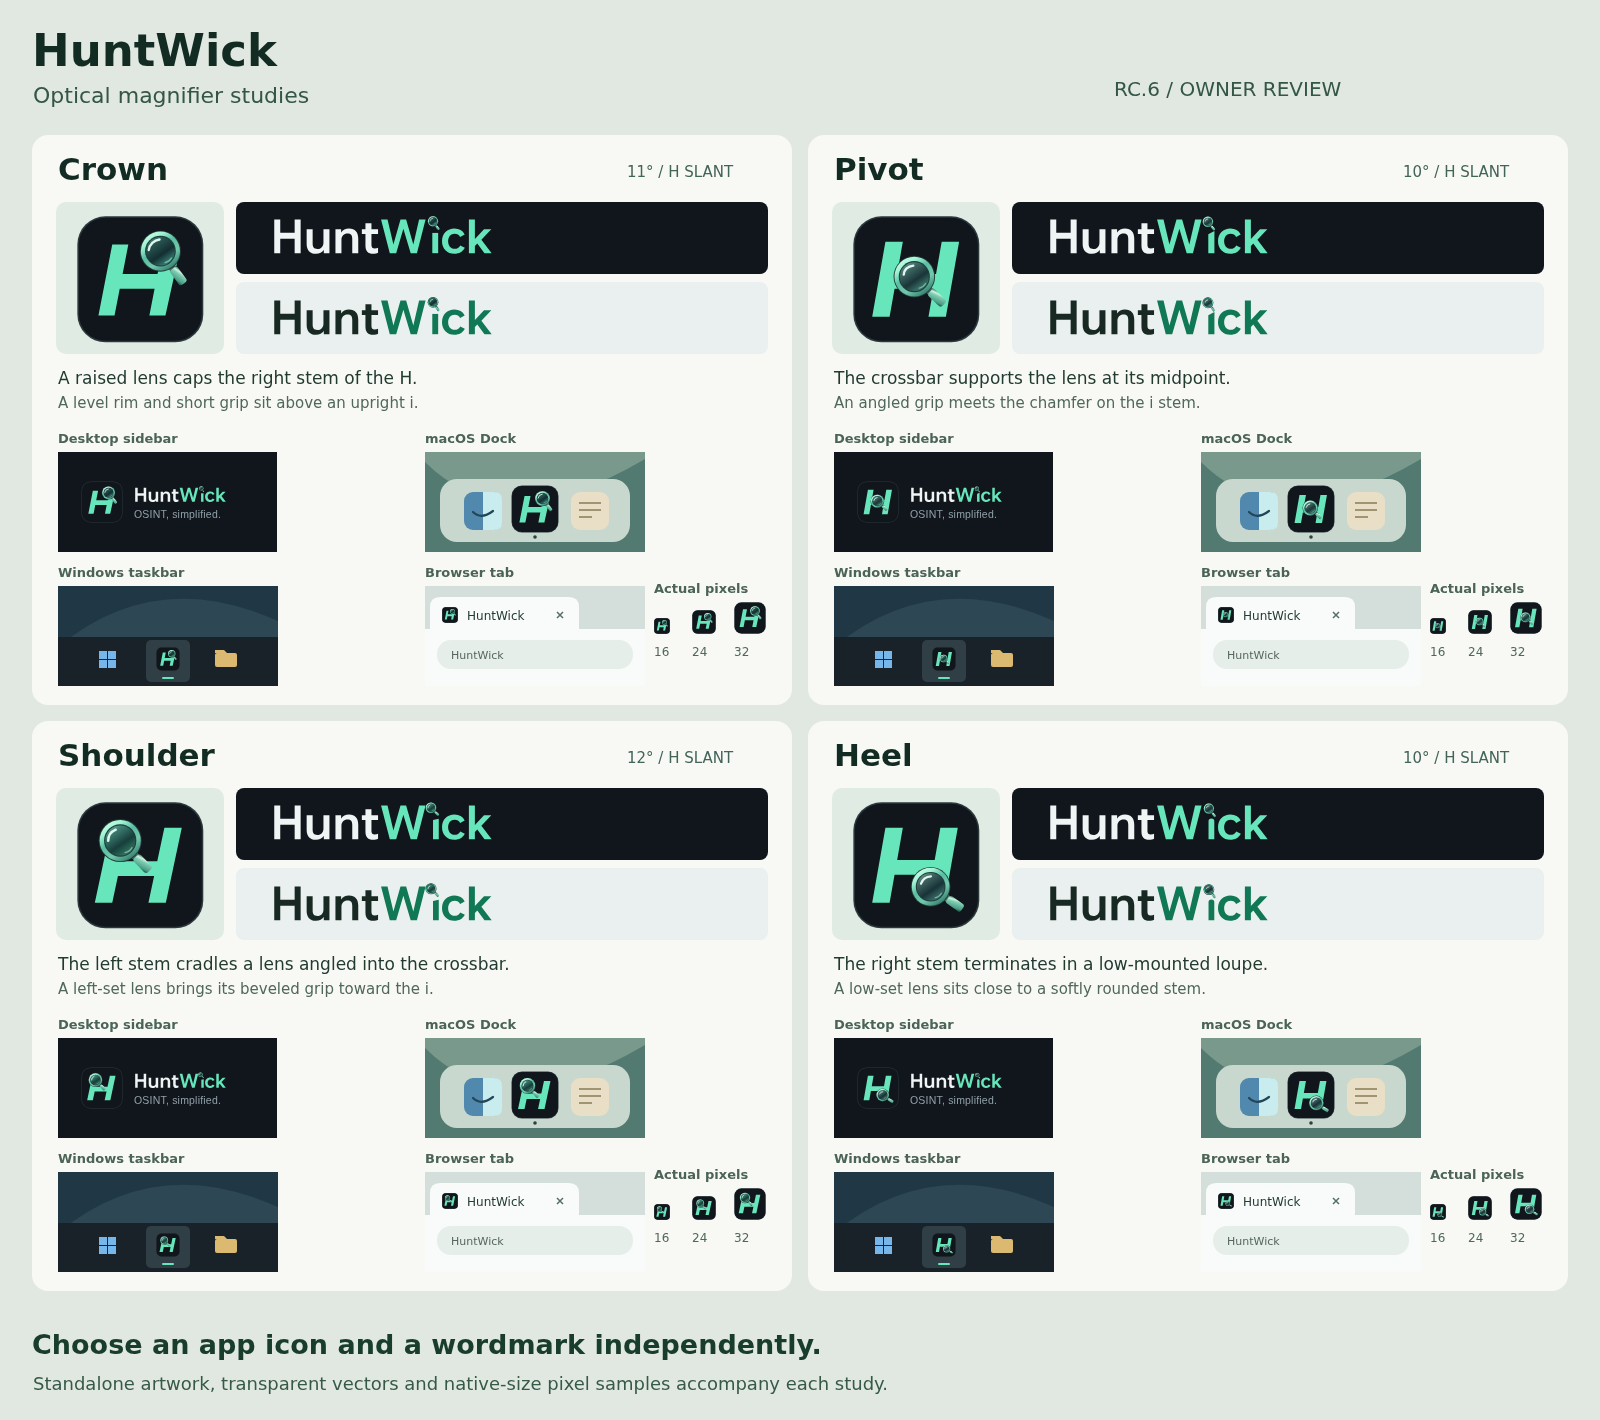 HuntWick
Optical magnifier studies
RC.6 / OWNER REVIEW
Crown
11° / H SLANT
H
HuntWick
HuntWick
A raised lens caps the right stem of the H.
A level rim and short grip sit above an upright i.
Desktop sidebar
H HuntWick
OSINT, simplified.
macOS Dock
H
Windows taskbar
H
Browser tab
H HuntWick ×
HuntWick
Actual pixels
H H H
16 24 32
Pivot
10° / H SLANT
H
HuntWick
HuntWick
The crossbar supports the lens at its midpoint.
An angled grip meets the chamfer on the i stem.
Desktop sidebar
H HuntWick
OSINT, simplified.
macOS Dock
H
Windows taskbar
H
Browser tab
H HuntWick ×
HuntWick
Actual pixels
H H H
16 24 32
Shoulder
12° / H SLANT
H
HuntWick
HuntWick
The left stem cradles a lens angled into the crossbar.
A left-set lens brings its beveled grip toward the i.
Desktop sidebar
H HuntWick
OSINT, simplified.
macOS Dock
H
Windows taskbar
H
Browser tab
H HuntWick ×
HuntWick
Actual pixels
H H H
16 24 32
Heel
10° / H SLANT
H
HuntWick
HuntWick
The right stem terminates in a low-mounted loupe.
A low-set lens sits close to a softly rounded stem.
Desktop sidebar
H HuntWick
OSINT, simplified.
macOS Dock
H
Windows taskbar
H
Browser tab
H HuntWick ×
HuntWick
Actual pixels
H H H
16 24 32
Choose an app icon and a wordmark independently.
Standalone artwork, transparent vectors and native-size pixel samples accompany each study.